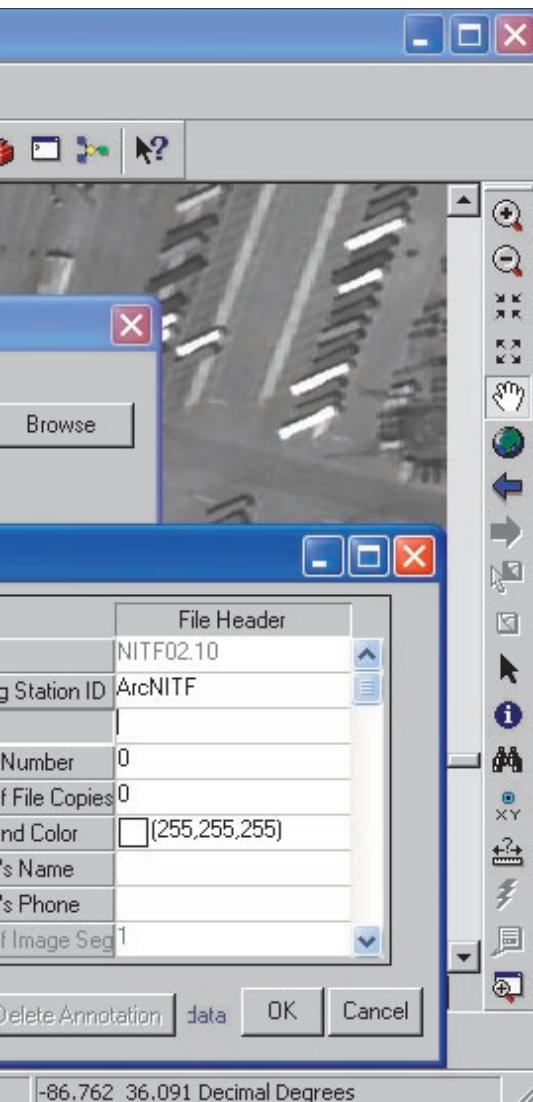 Browse
File Header
NITF02.10
g Station ID ArcNITF
Number 0
f File Copies 0
nd Color (255,255,255)
's Name
's Phone
f Image Seg 1
Delete Annotation data OK Cancel
XY
-86.762 36.091 Decimal Degrees